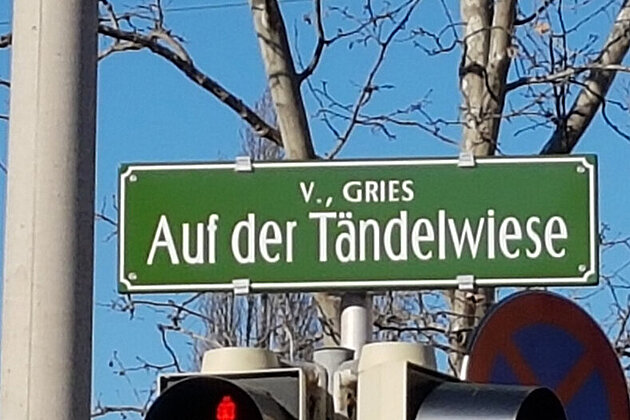 V., GRIES
Auf der Tändelwiese